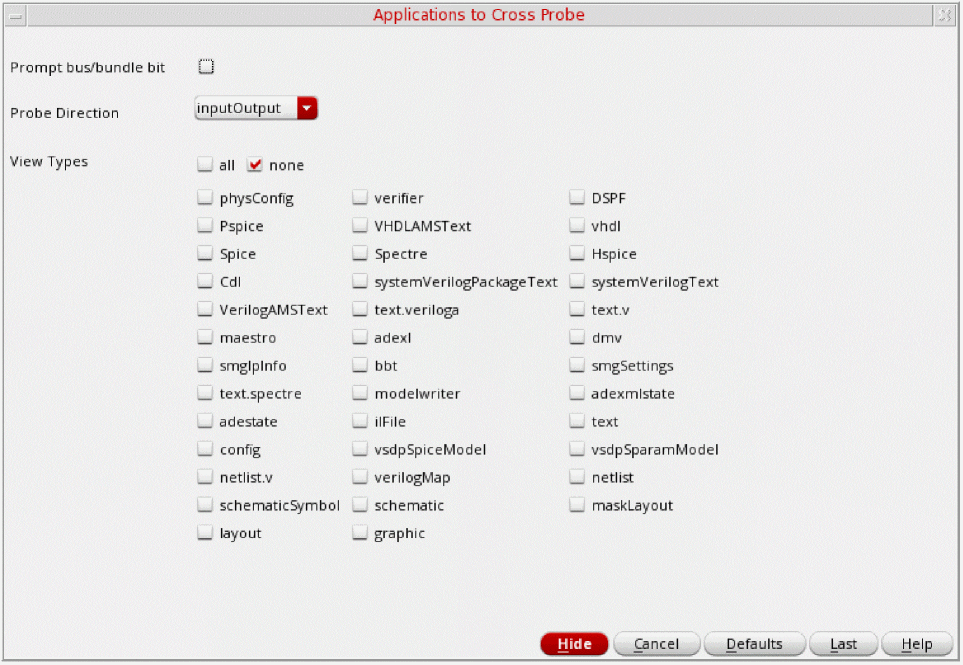 Applications to Cross Probe
Prompt bus/bundle bit
Probe Direction inputOutput
View Types all none
physConfig verifier DSPF
Pspice VHDLAMSText vhdl
Spice Spectre Hspice
Cdl systemVerilogPackageText systemVerilogText
VerilogAMSText text.veriloga text.v
maestro adexl dmv
smglpInfo bbt smgSettings
text.spectre modelwriter adexmlstate
adestate ilFile text
config vsdpSpiceModel vsdpSparamModel
netlist.v verilogMap netlist
schematicSymbol schematic maskLayout
layout graphic
Hide Cancel Defaults Last Help